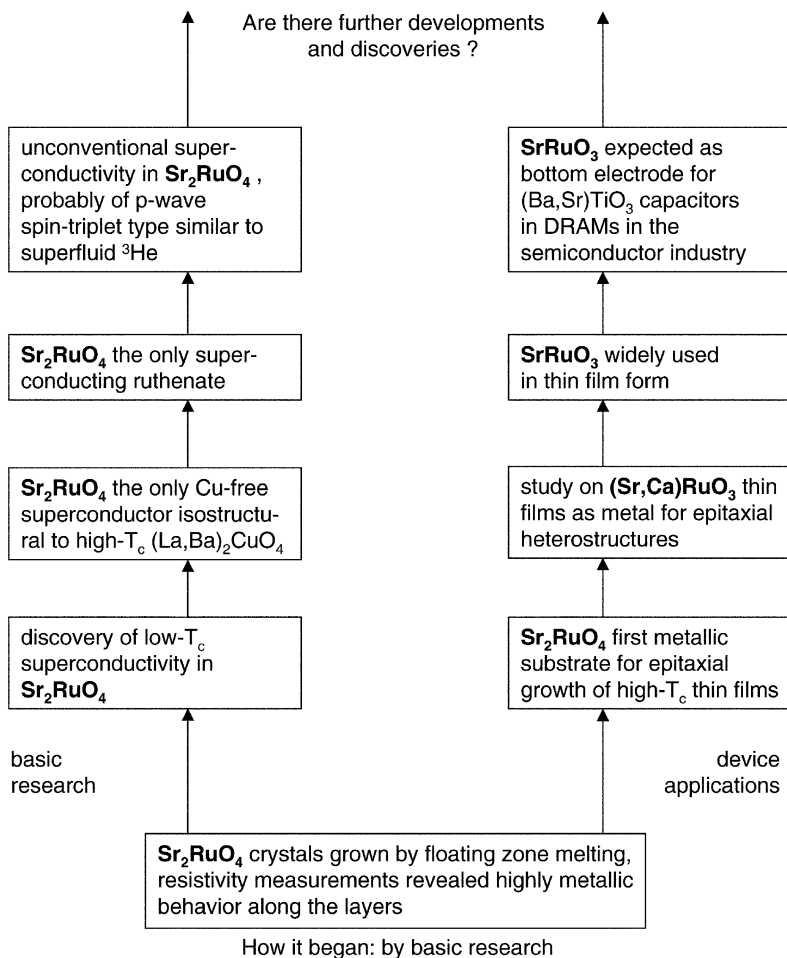 Are there further developments
and discoveries ?
unconventional super-
conductivity in Sr₂RuO₄ ,
probably of p-wave
spin-triplet type similar to
superfluid ³He
SrRuO₃ expected as
bottom electrode for
(Ba,Sr)TiO₃ capacitors
in DRAMs in the
semiconductor industry
Sr₂RuO₄ the only super-
conducting ruthenate
SrRuO₃ widely used
in thin film form
Sr₂RuO₄ the only Cu-free
superconductor isostructu-
ral to high-T_c (La,Ba)₂CuO₄
study on (Sr,Ca)RuO₃ thin
films as metal for epitaxial
heterostructures
discovery of low-T_c
superconductivity in
Sr₂RuO₄
Sr₂RuO₄ first metallic
substrate for epitaxial
growth of high-T_c thin films
basic
research
device
applications
Sr₂RuO₄ crystals grown by floating zone melting,
resistivity measurements revealed highly metallic
behavior along the layers
How it began: by basic research